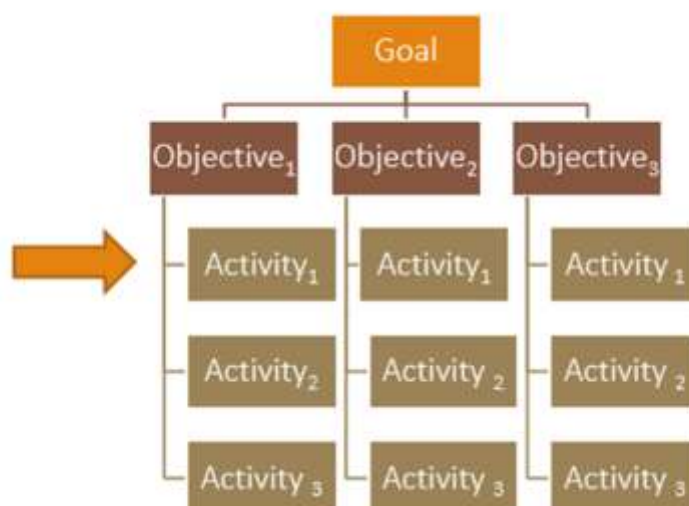 Goal
Objective₁ Objective₂ Objective₃
Activity₁ Activity₁ Activity ₁
Activity₂ Activity ₂ Activity ₂
Activity ₃ Activity ₃ Activity ₃